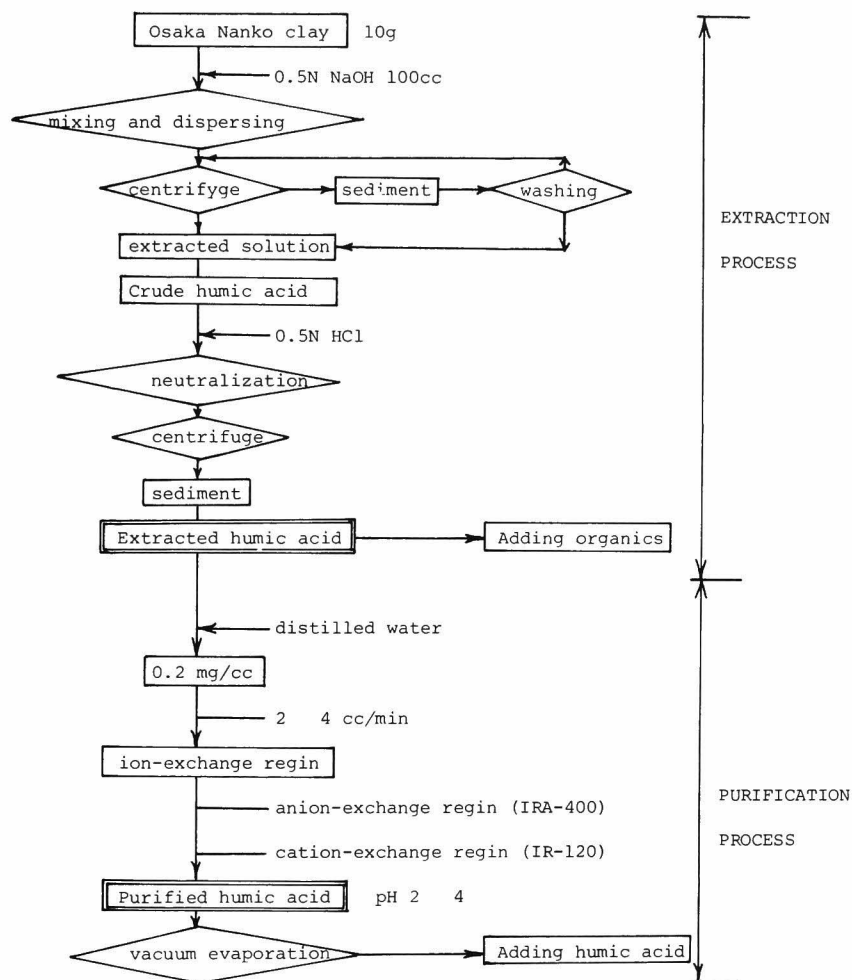 Osaka Nanko clay 10g
0.5N NaOH 100cc
mixing and dispersing
centrifyge sediment washing
extracted solution
EXTRACTION
PROCESS
Crude humic acid
0.5N HCl
neutralization
centrifuge
sediment
Extracted humic acid Adding organics
distilled water
0.2 mg/cc
2 4 cc/min
ion-exchange regin
anion-exchange regin (IRA-400)
PURIFICATION
PROCESS
cation-exchange regin (IR-120)
Purified humic acid pH 2 4
vacuum evaporation Adding humic acid